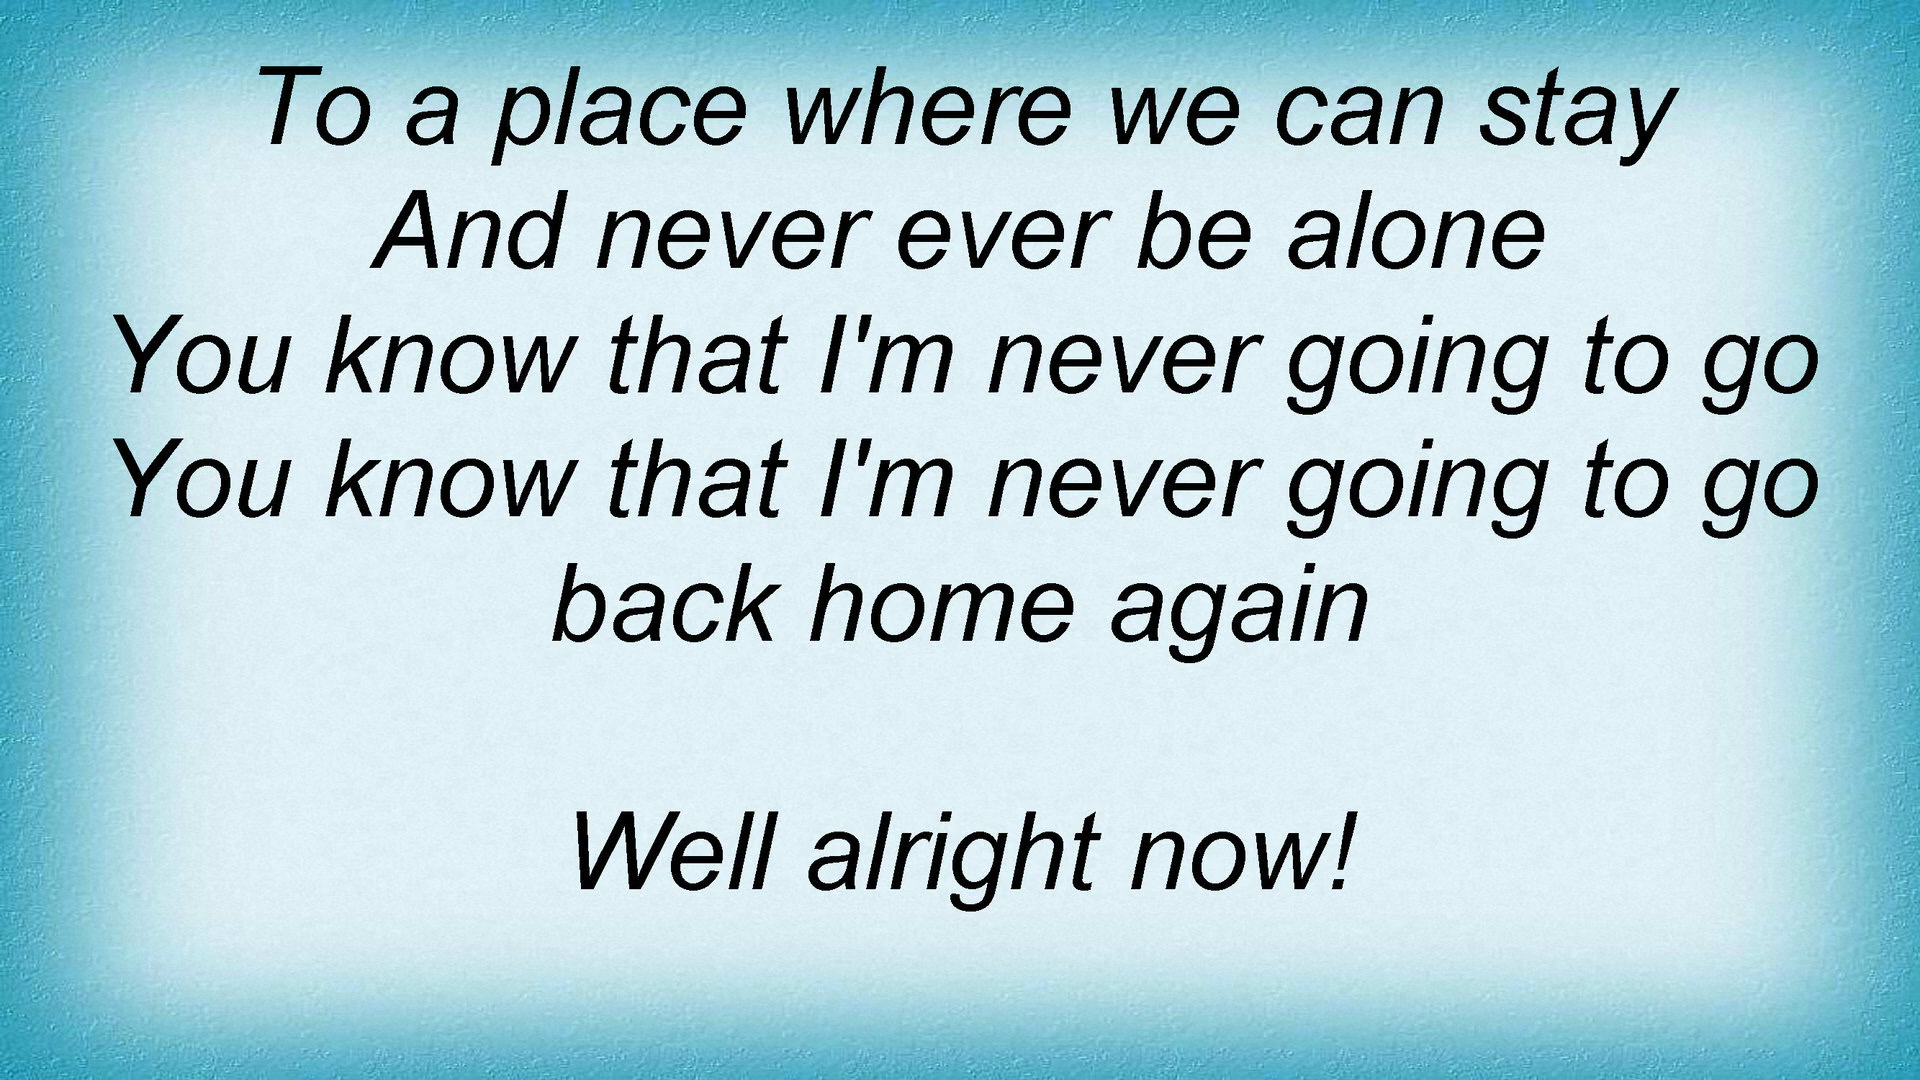 To a place where we can stay
And never ever be alone
You know that I'm never going to go
You know that I'm never going to go
back home again
Well alright now!